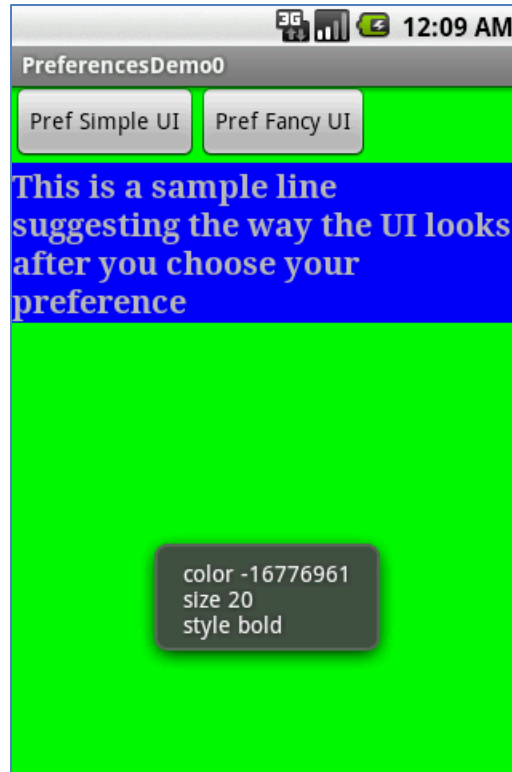 3G 12:09 AM
PreferencesDemo0
Pref Simple UI Pref Fancy UI
This is a sample line
suggesting the way the UI looks
after you choose your
preference
color -16776961
size 20
style bold